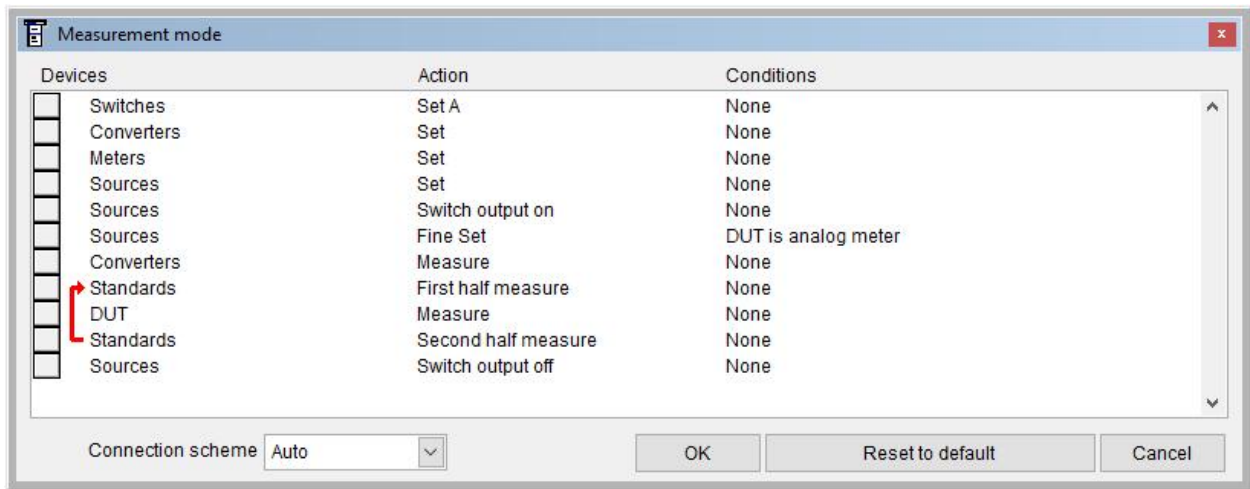 Measurement mode
Devices Action Conditions
Switches Set A None
Converters Set None
Meters Set None
Sources Set None
Sources Switch output on None
Sources Fine Set DUT is analog meter
Converters Measure None
Standards First half measure None
DUT Measure None
Standards Second half measure None
Sources Switch output off None
Connection scheme Auto OK Reset to default Cancel